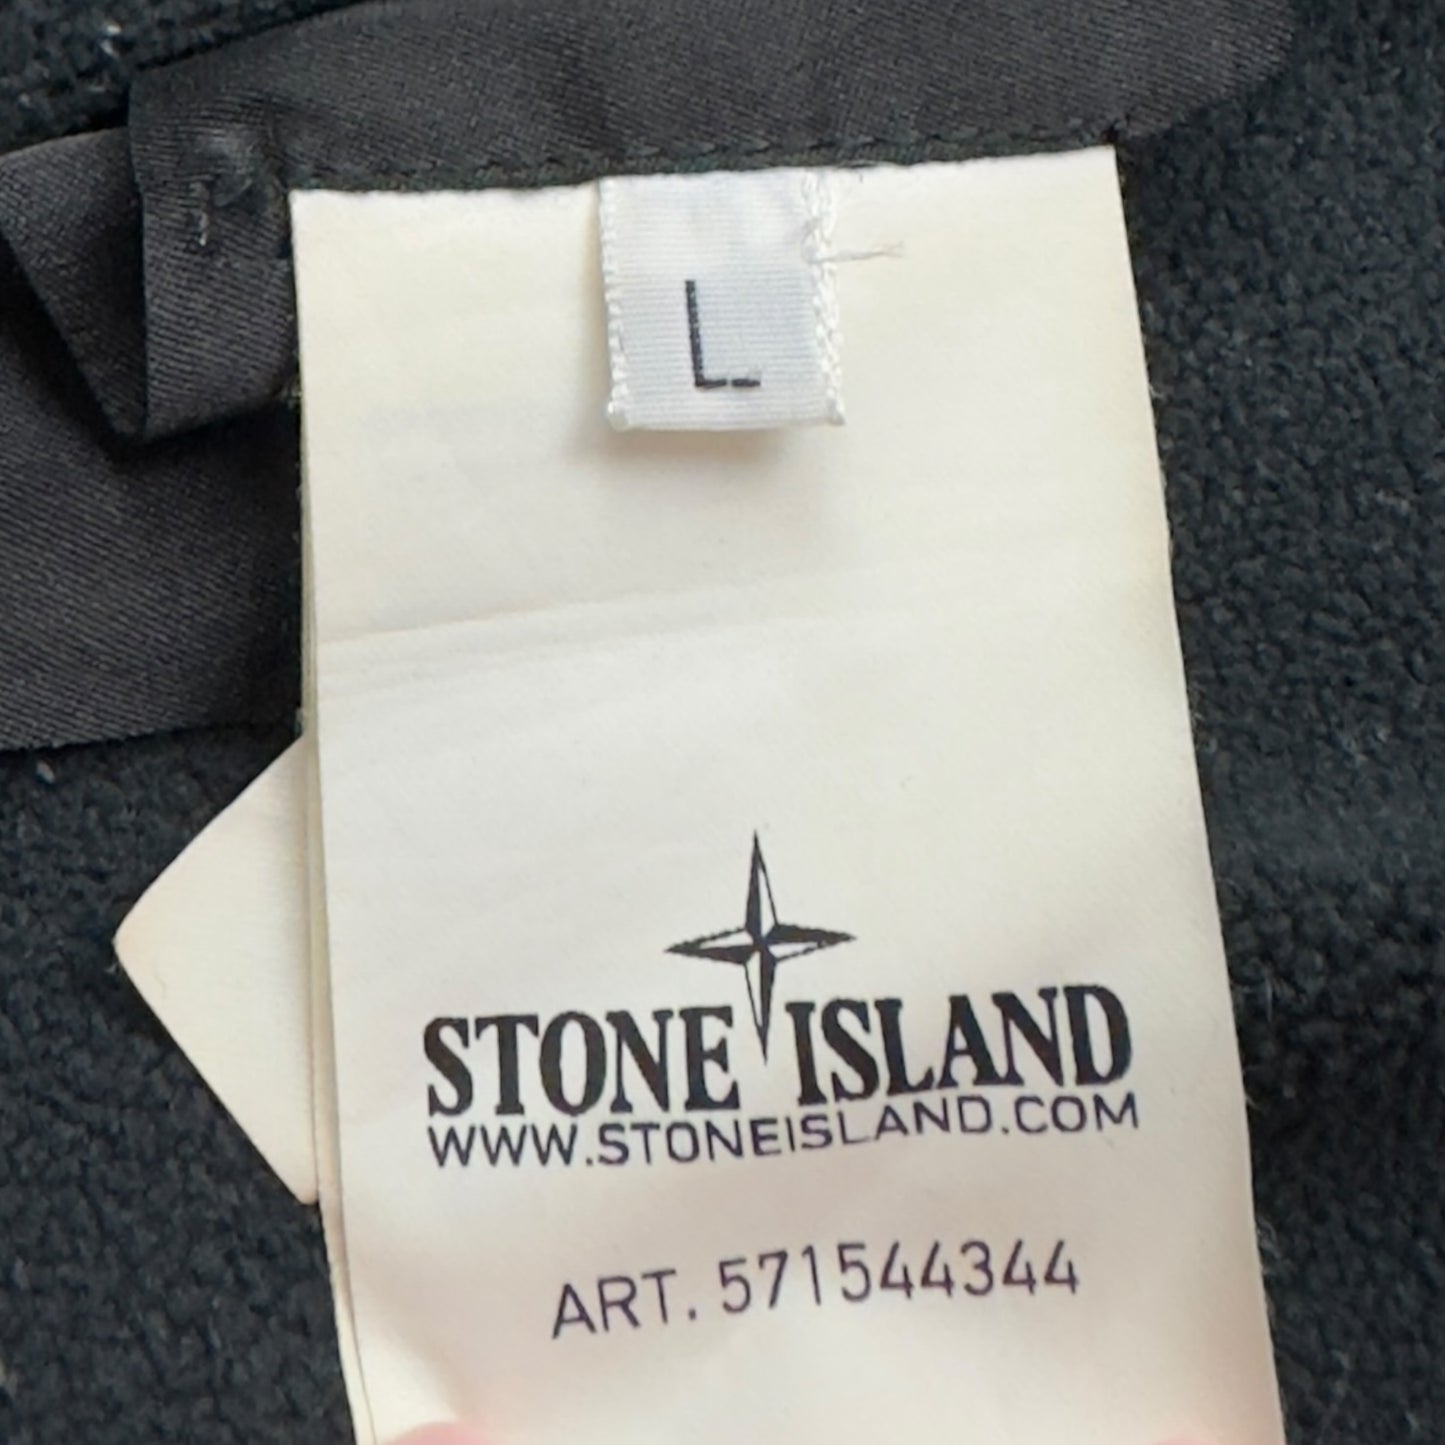 L
STONE ISLAND
WWW.STONEISLAND.COM
ART. 571544344